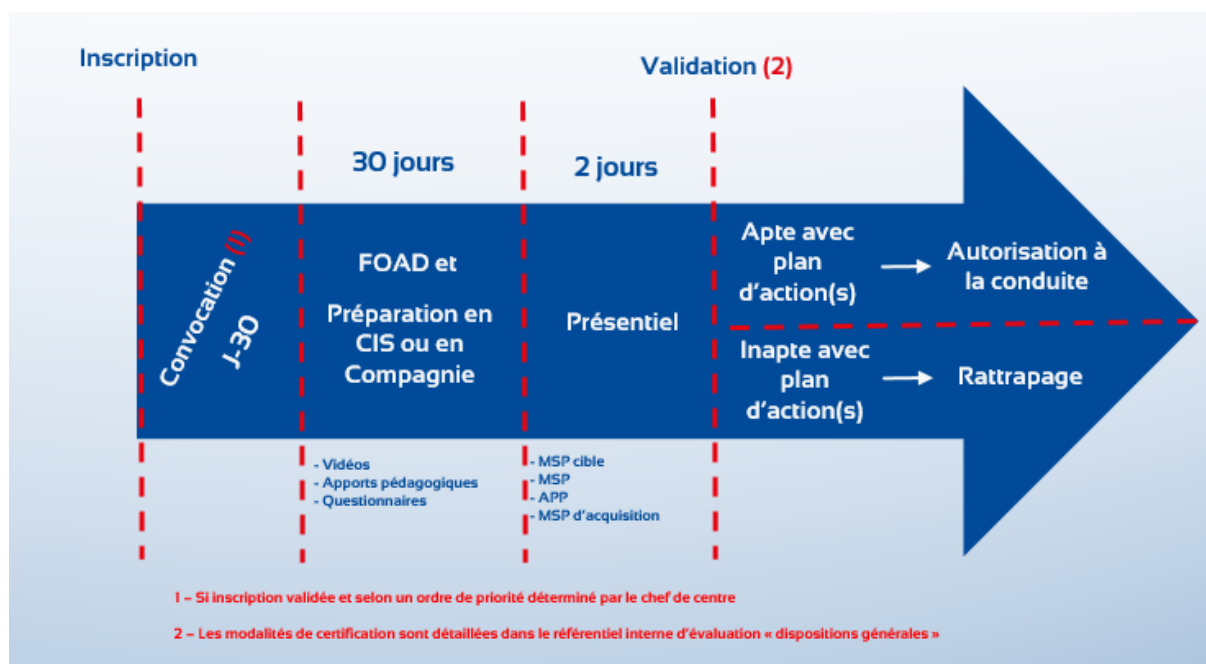 Inscription
Validation (2)
30 jours
2 jours
Convocation (1)
J-30
FOAD et
Préparation en
CIS ou en
Compagnie
Présentiel
Apte avec
plan
d'action(s)
Autorisation à
la conduite
Inapte avec
plan
d'action(s)
Rattrapage
- Vidéos
- Apports pédagogiques
- Questionnaires
- MSP cible
- MSP
- APP
- MSP d'acquisition
1 – Si inscription validée et selon un ordre de priorité déterminé par le chef de centre
2 – Les modalités de certification sont détaillées dans le référentiel interne d'évaluation « dispositions générales »